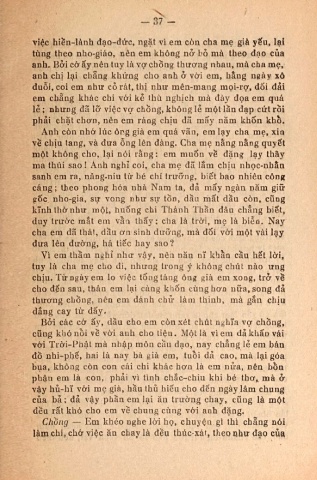 — 37 —
việc hiền-lành đạo-đức, ngặt vì em còn cha mẹ già yếu, lại
tùng theo nho-giáo, nên em không nỡ bỏ mà theo đạo của
anh. Bởi cớ ấy nên tuy là vợ chồng thương nhau, mà cha mẹ,
anh chị lại chẳng khứng cho anh ở với em, hằng ngày xô
đuổi, coi em như cỏ rát, thị như mên-mang mọi-rợ, đối đãi
em chẳng khác chi với kẻ thù nghịch mà đày đọa em quá
lẽ ; nhưng đã lỡ việc vợ chồng, không lẽ một lần dạp cứt rồi
phải chặt chơn, nên em ráng chịu đã mấy năm khốn khổ.
Anh còn nhớ lúc ông già em quá vãn, em lạy cha mẹ, xin
về chịu tang, và đưa ông lên đàng. Cha mẹ nằng nằng quyết
một không cho, lại nói rằng : em muốn về đặng lạy thây
ma thúi sao ! Anh nghĩ coi, cha mẹ đã lắm chịu nhọc-nhằn
sanh em ra, nâng-niu từ bé chí trưởng, biết bao nhiêu công
cáng ; theo phong hóa nhà Nam ta, đã mấy ngàn năm giữ
gốc nho-gia, sự vong như sự tồn, dầu mất dầu còn, cũng
kỉnh thờ như một, huống chi Thánh Thần đâu chẳng biết,
duy trước mắt em vẫn thấy : cha là trời, mẹ là biển. Nay
cha em đã thát, dầu ơn sinh dưỡng, mà đổi với một vài lạy
đưa lên đường, há tiếc hay sao ?
Vì em thầm nghĩ như vậy, nên năn nỉ khẩn cầu hết lời,
tuy là cha mẹ cho đi, nhưng trong ý không chút nào ưng
chịu. Từ ngày em lo việc tống táng ông già em xong, trở về
cho đến sau, thân em lại càng khốn cùng hơn nữa, song đã
thương chồng, nên em đánh chữ làm thinh, mà gắn chịu
đắng cay từ đấy.
Bởi các cớ ấy, dầu cho em còn xét chút nghĩa vợ chồng,
cũng khó nỗi về với anh cho tiện. Một là vì em đã khấn vái
với Trời-Phật mà nhập môn cầu đạo, nay chẳng lẽ em bán
đồ nhi-phế, hai là nay bà già em, tuổi đã cao, mà lại góa
bụa, không còn con cái chi khác hơn là em nữa, nên bổn
phận em là con, phải vì tình chắc-chiu khi bé thơ, mà ở
vậy hủ-hỉ với mẹ già, hầu thủ hiếu cho đến ngày lâm chung
của bả ; đã vậy phần em lại ăn trường chay, cũng là một
đều rất khó cho em về chung cùng với anh đặng.
Chồng — Em khéo nghe lời họ, chuyện gì thì chẳng nói
làm chi, chớ việc ăn chay là đều thúc-xát, theo như đạo của